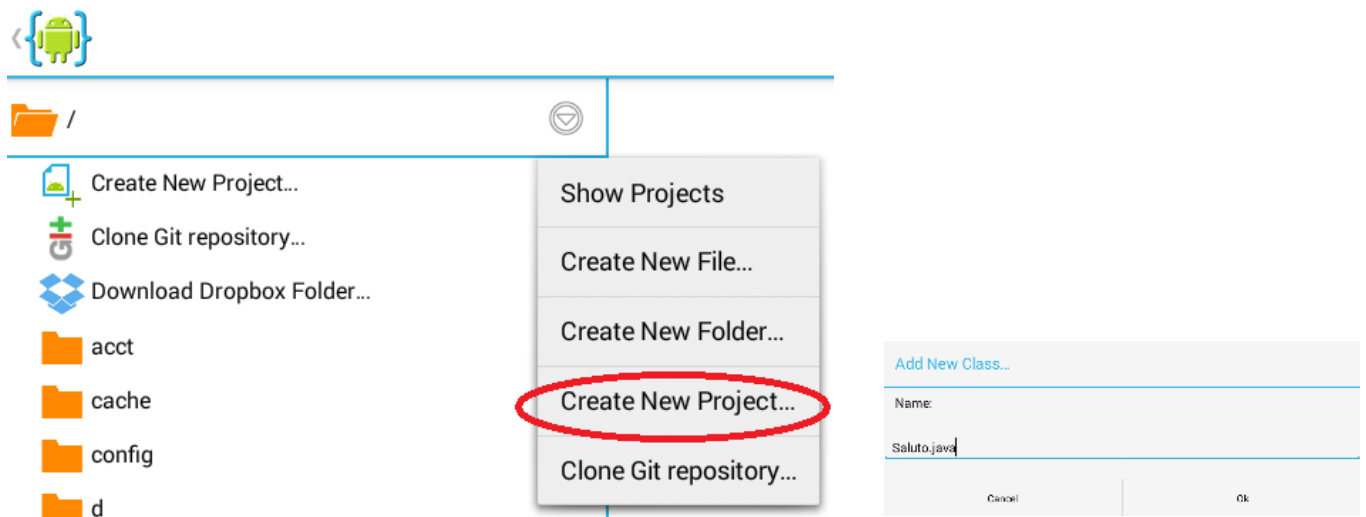 /
Create New Project...
Clone Git repository...
Download Dropbox Folder...
acct
cache
config
d
Show Projects
Create New File...
Create New Folder...
Create New Project...
Clone Git repository...
Add New Class...
Name:
Saluto.java
Cancel
Ok